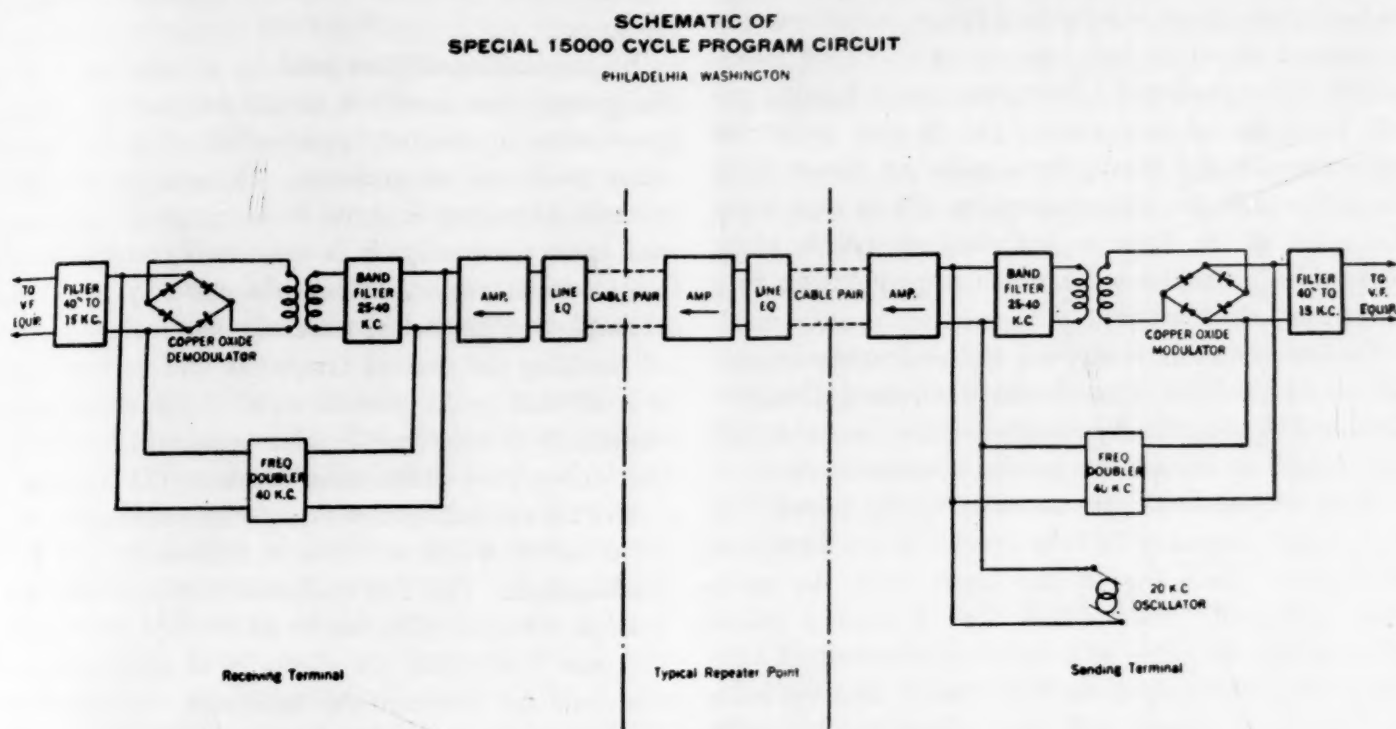 SCHEMATIC OF
SPECIAL 15000 CYCLE PROGRAM CIRCUIT
PHILADELHIA WASHINGTON
TO
V.F.
EQUIP.
FILTER
40~ TO
15 K.C.
COPPER OXIDE
DEMODULATOR
BAND
FILTER
25-40
K.C.
FREQ
DOUBLER
40 K.C.
AMP.
LINE
EQ
CABLE PAIR
AMP
LINE
EQ
CABLE PAIR
AMP.
BAND
FILTER
25-40
K.C.
COPPER OXIDE
MODULATOR
FILTER
40~ TO
15 K.C.
TO
V.F.
EQUIP.
FREQ
DOUBLER
40 K.C
20 K.C
OSCILLATOR
Receiving Terminal
Typical Repeater Point
Sending Terminal